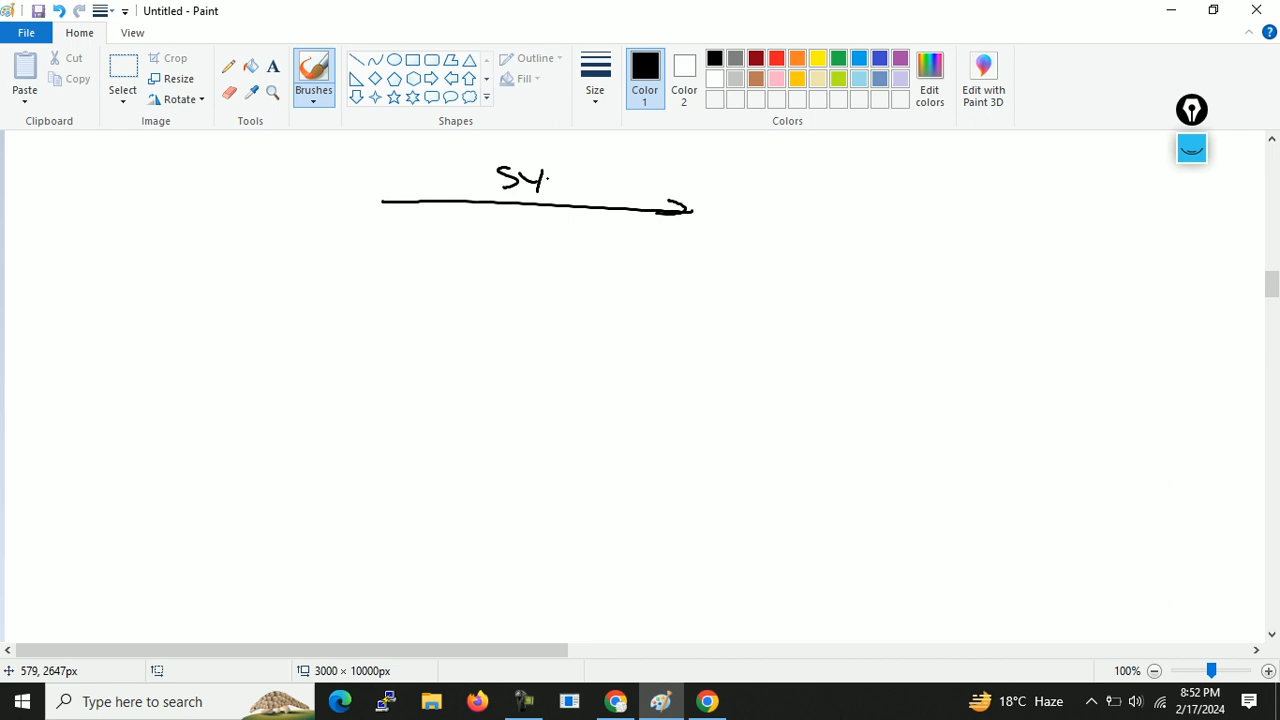 Untitled - Paint
File Home View
Paste
Cut
Copy
Clipboard
Select
Crop
Resize
Rotate
Image
Tools
Brushes
Shapes
Outline
Fill
Size
Color 1
Color 2
Colors
Edit colors
Edit with Paint 3D
SY
579, 2647px
3000 × 10000px
100%
Type here to search
18°C Haze
8:52 PM
2/17/2024